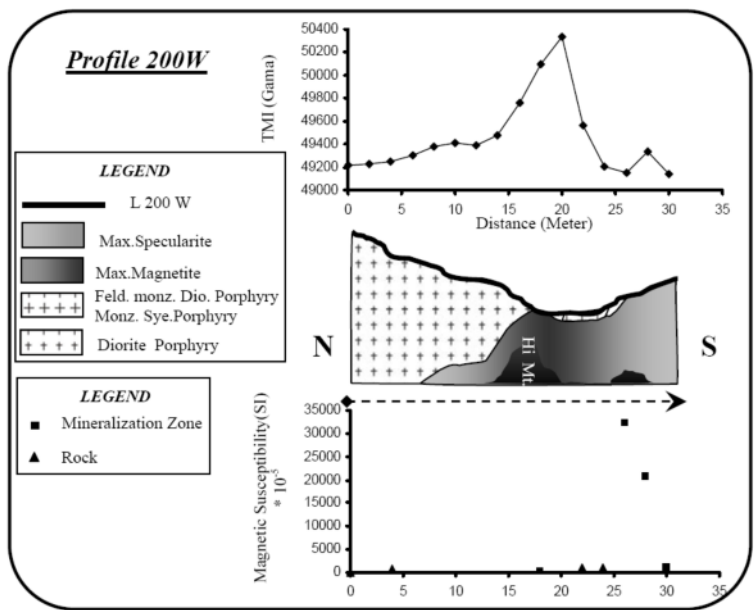 Profile 200W
LEGEND
L 200 W
Max.Specularite
Max.Magnetite
Feld. monz. Dio. Porphyry
Monz. Sye.Porphyry
Diorite Porphyry
LEGEND
Mineralization Zone
Rock
TMI (Gama)
50400
50200
50000
49800
49600
49400
49200
49000
0 5 10 15 20 25 30 35
Distance (Meter)
N
Hi Mt.
S
Magnetic Susceptibility(SI)
* 10-5
35000
30000
25000
20000
15000
10000
5000
0
0 5 10 15 20 25 30 35